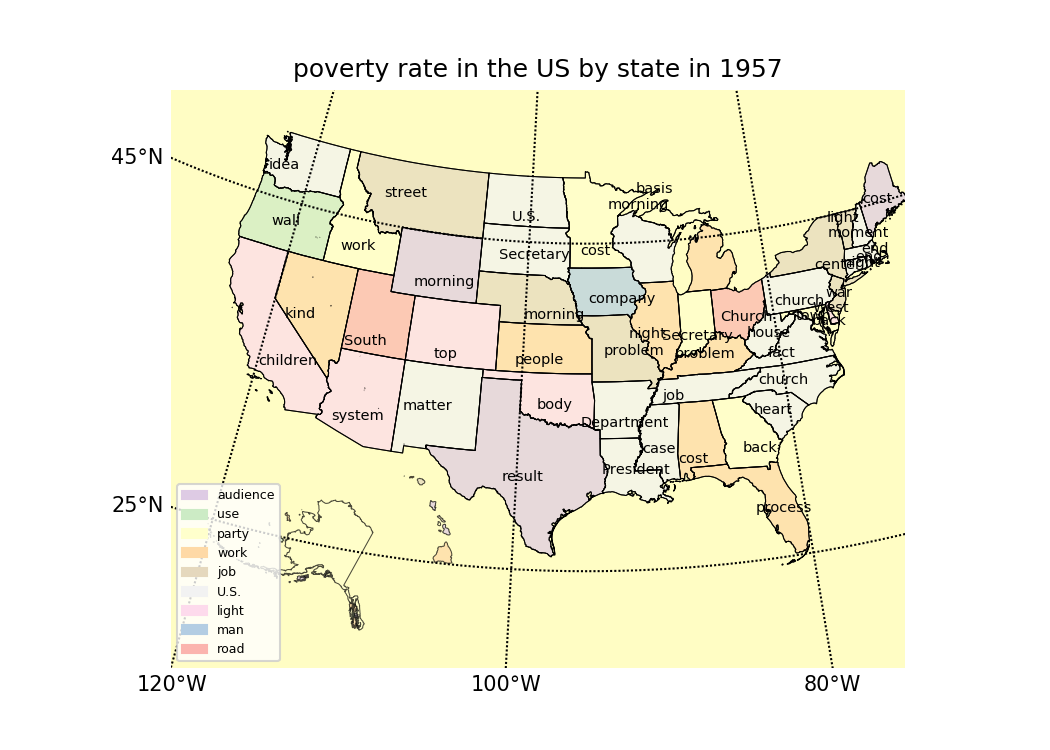 poverty rate in the US by state in 1957
45°N
25°N
120°W
100°W
80°W
idea
street
basis
morning
cost
light
moment
wall
U.S.
work
Secretary
cost
end
end
center
morning
company
church
war
west
back
kind
morning
Church
house
South
night
Secretary
problem
problem
fact
children
top
people
church
system
matter
body
job
heart
Department
case
cost
back
President
result
process
audience
use
party
work
job
U.S.
light
man
road